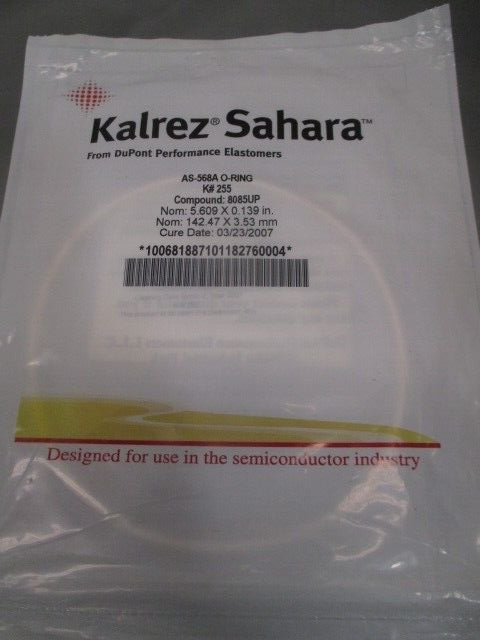 Kalrez® Sahara™
From DuPont Performance Elastomers
AS-568A O-RING
K# 255
Compound: 8085UP
Nom: 5.609 X 0.139 in.
Nom: 142.47 X 3.53 mm
Cure Date: 03/23/2007
*100681887101182760004*
Designed for use in the semiconductor industry